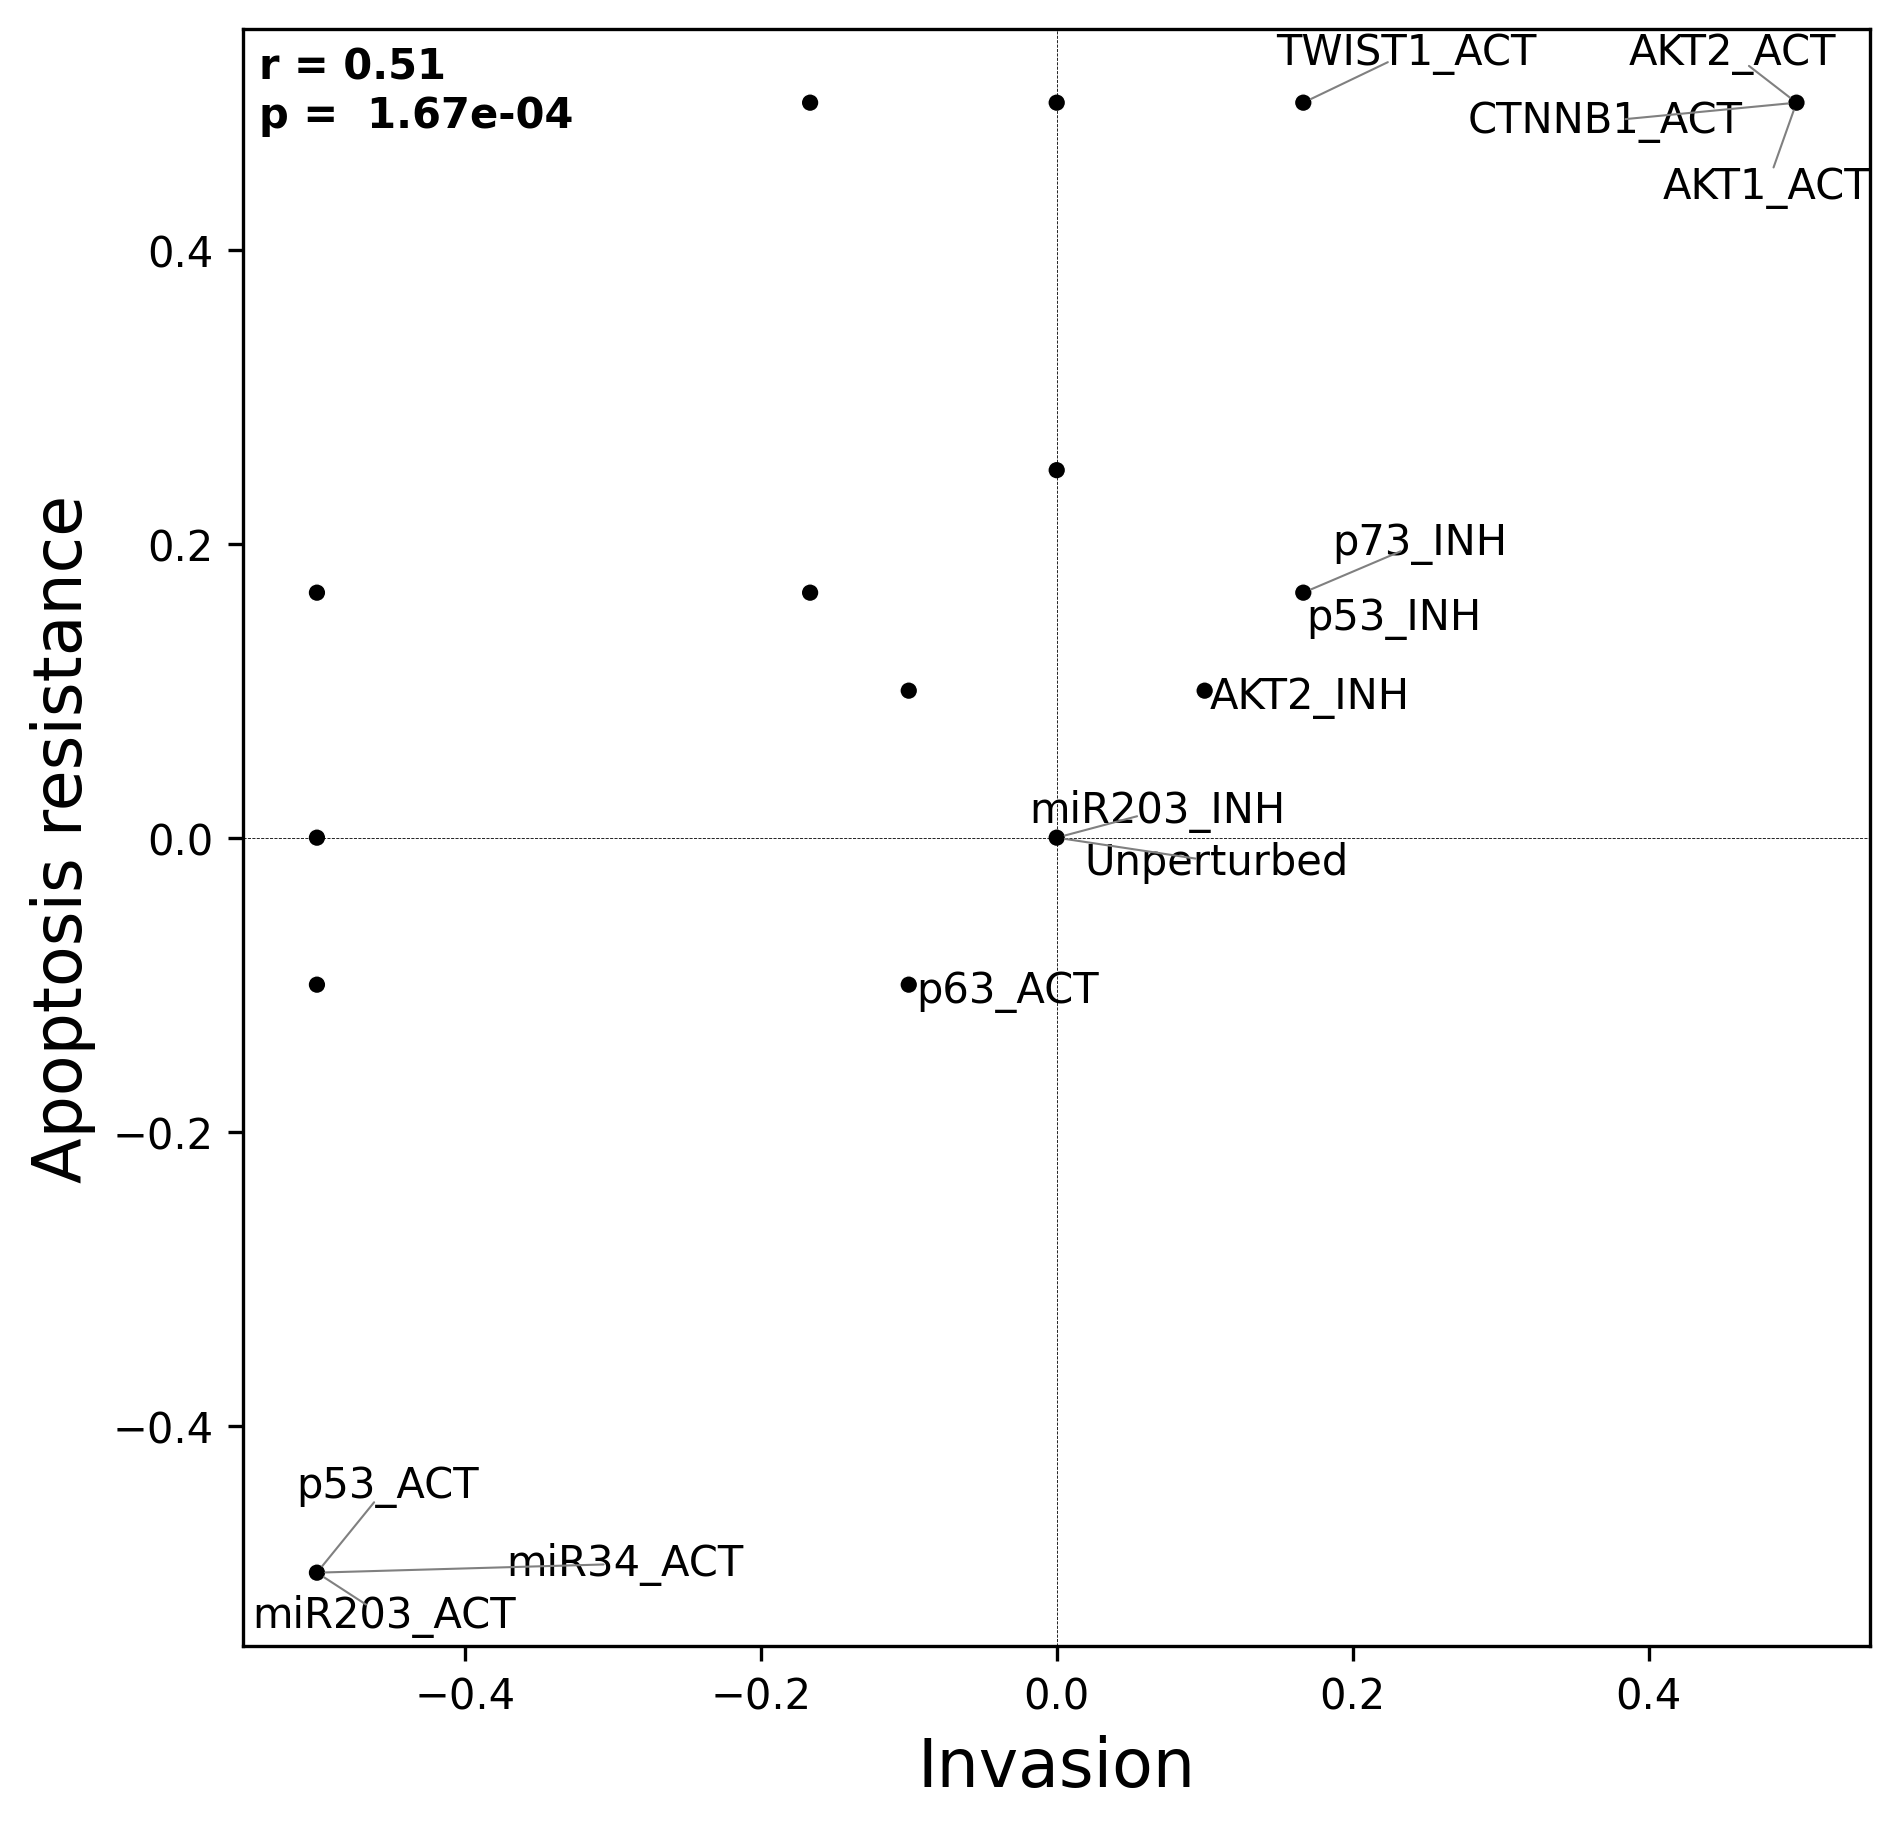 r = 0.51
p =  1.67e-04
TWIST1_ACT
AKT2_ACT
CTNNB1_ACT
AKT1_ACT
0.4
p73_INH
0.2
p53_INH
AKT2_INH
miR203_INH
0.0
Unperturbed
p63_ACT
−0.2
−0.4
p53_ACT
miR34_ACT
miR203_ACT
Apoptosis resistance
−0.4
−0.2
0.0
0.2
0.4
Invasion